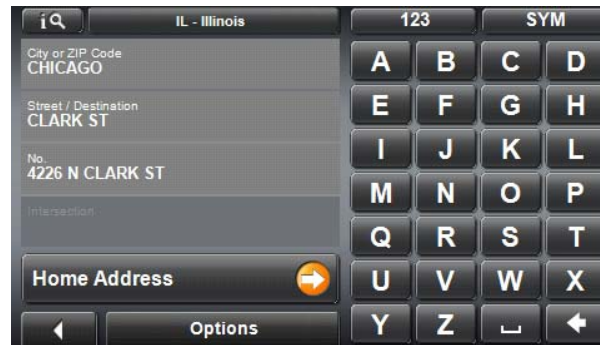 i IL - Illinois 123 SYM
City or ZIP Code
CHICAGO
Street / Destination
CLARK ST
No.
4226 N CLARK ST
Intersection
Home Address
Options
A B C D
E F G H
I J K L
M N O P
Q R S T
U V W X
Y Z